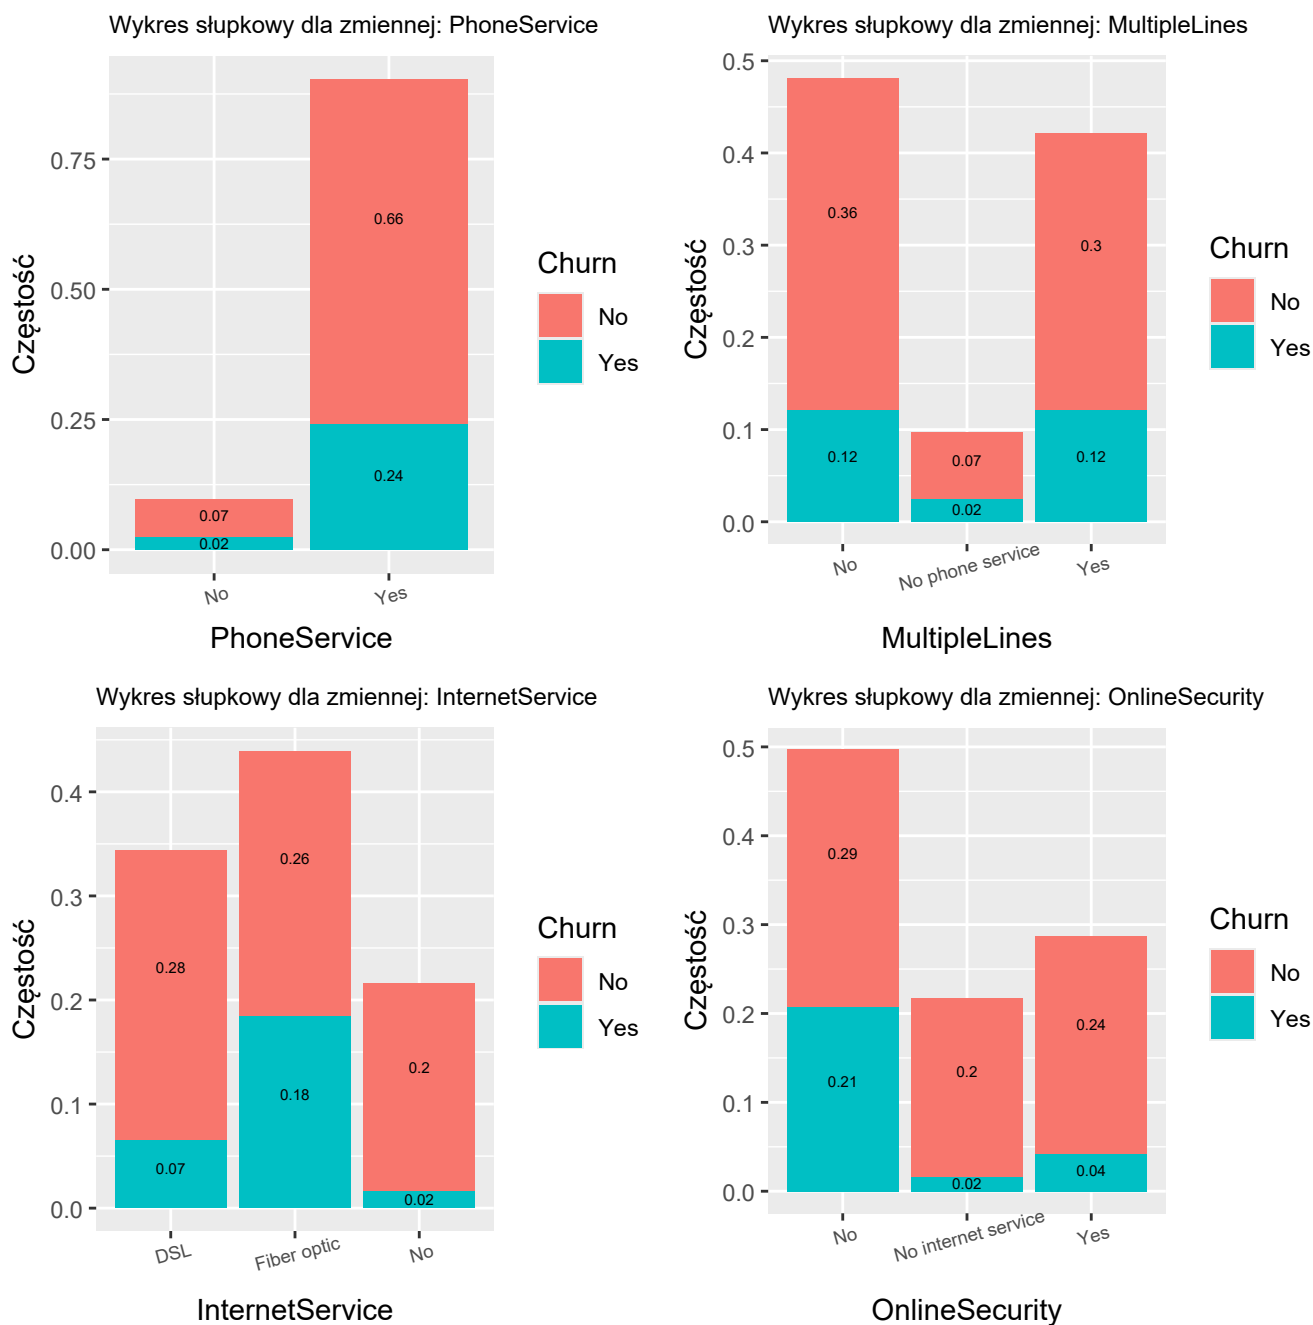 Wykres słupkowy dla zmiennej: PhoneService
0.75
0.50
0.25
0.00
Częstość
0.66
0.24
0.07
0.02
No
Yes
PhoneService
Churn
No
Yes
Wykres słupkowy dla zmiennej: MultipleLines
0.5
0.4
0.3
0.2
0.1
0.0
Częstość
0.36
0.12
0.07
0.02
0.3
0.12
No
No phone service
Yes
MultipleLines
Churn
No
Yes
Wykres słupkowy dla zmiennej: InternetService
0.4
0.3
0.2
0.1
0.0
Częstość
0.28
0.07
0.26
0.18
0.2
0.02
DSL
Fiber optic
No
InternetService
Churn
No
Yes
Wykres słupkowy dla zmiennej: OnlineSecurity
0.5
0.4
0.3
0.2
0.1
0.0
Częstość
0.29
0.21
0.2
0.02
0.24
0.04
No
No internet service
Yes
OnlineSecurity
Churn
No
Yes